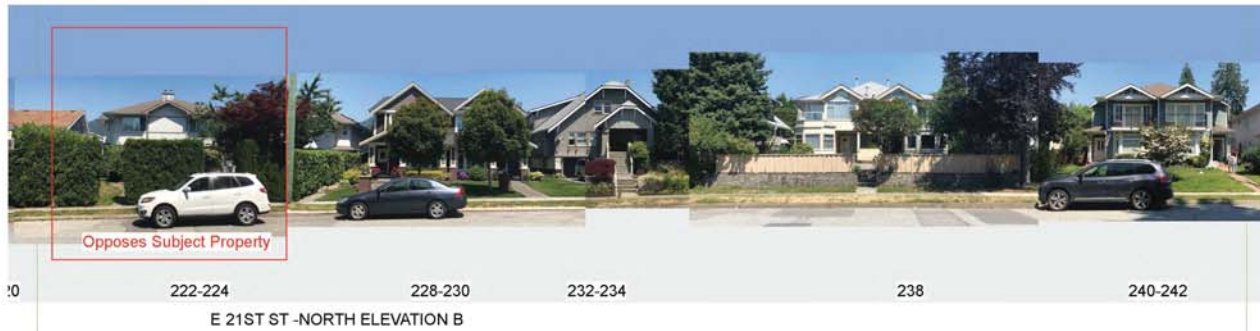 Opposes Subject Property
20 222-224 228-230 232-234 238 240-242
E 21ST ST -NORTH ELEVATION B